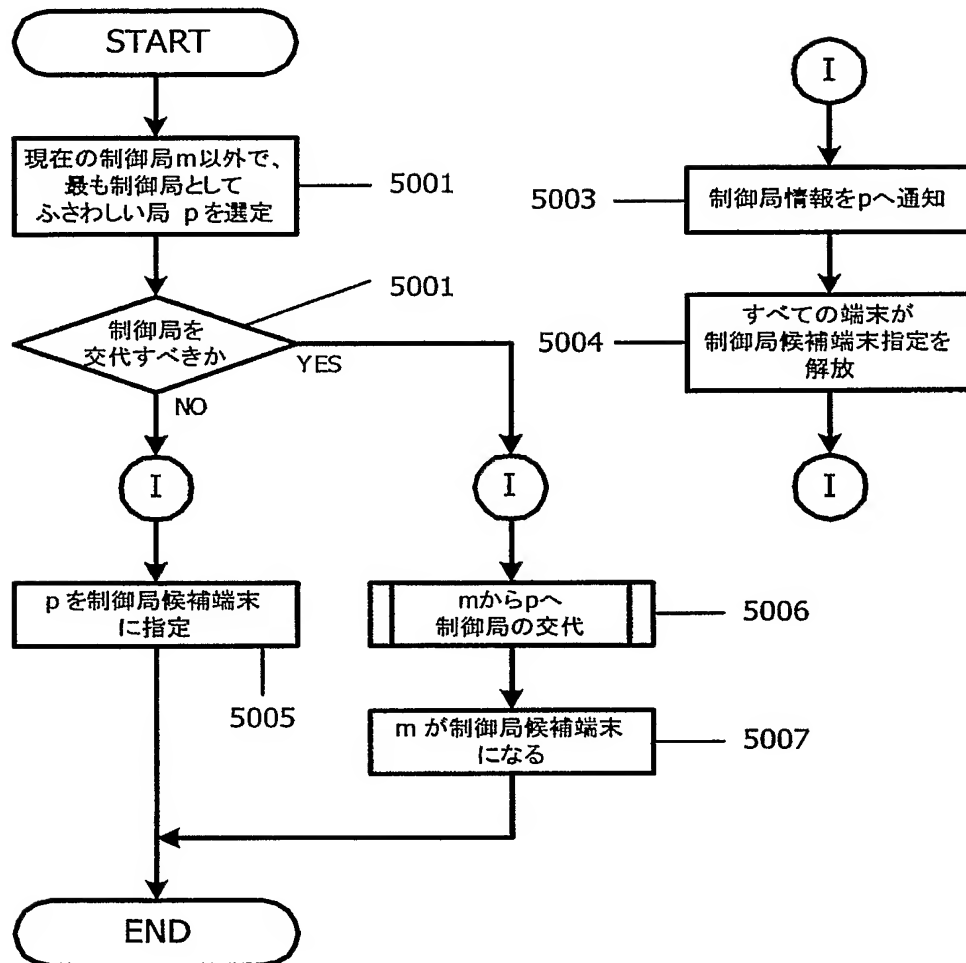 START
現在の制御局m以外で、
最も制御局として
ふさわしい局 pを選定
5001
制御局を
交代すべきか
5001
YES
NO
I
I
pを制御局候補端末
に指定
5005
mからpへ
制御局の交代
5006
mが制御局候補端末
になる
5007
END
I
5003
制御局情報をpへ通知
5004
すべての端末が
制御局候補端末指定を
解放
I